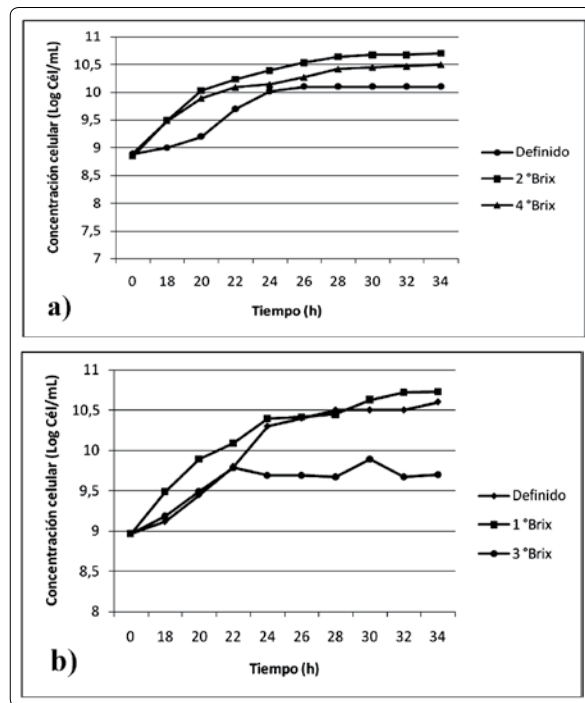 Concentración celular (Log Cél/mL)
11
10,5
10
9,5
9
8,5
8
7,5
7
0 18 20 22 24 26 28 30 32 34
Tiempo (h)
Definido
2 °Brix
4 °Brix
a)
Concentración celular (Log Cél/mL)
11
10,5
10
9,5
9
8,5
8
0 18 20 22 24 26 28 30 32 34
Tiempo (h)
Definido
1 °Brix
3 °Brix
b)